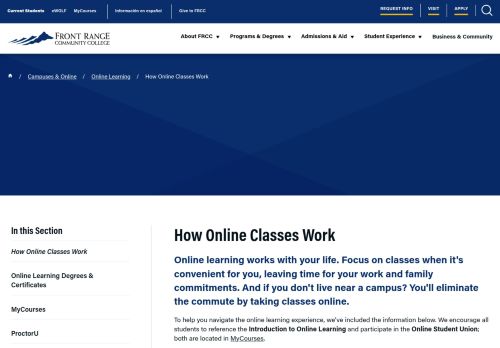 Current Students eWOLF MyCourses Información en español Give to FRCC REQUEST INFO VISIT APPLY
FRONT RANGE
COMMUNITY COLLEGE
About FRCC Programs & Degrees Admissions & Aid Student Experience Business & Community
/ Campuses & Online / Online Learning / How Online Classes Work
In this Section
How Online Classes Work
Online Learning Degrees &
Certificates
MyCourses
ProctorU
How Online Classes Work
Online learning works with your life. Focus on classes when it's
convenient for you, leaving time for your work and family
commitments. And if you don't live near a campus? You'll eliminate
the commute by taking classes online.
To help you navigate the online learning experience, we've included the information below. We encourage all
students to reference the Introduction to Online Learning and participate in the Online Student Union;
both are located in MyCourses.